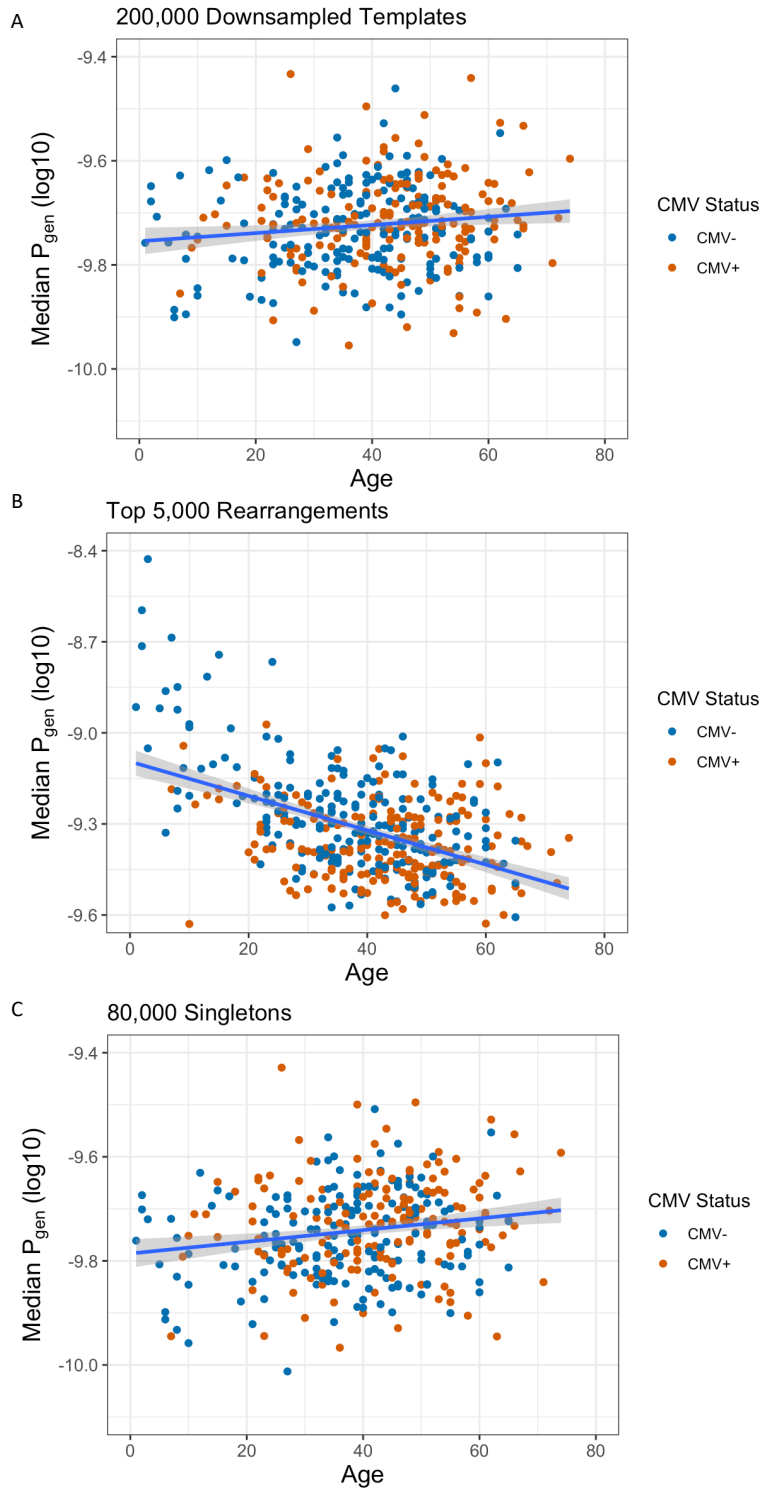 A
200,000 Downsampled Templates
-9.4
-9.6
-9.8
-10.0
Median Pgen (log10)
0 20 40 60 80
Age
CMV Status
CMV-
CMV+
B
Top 5,000 Rearrangements
-8.4
-8.7
-9.0
-9.3
-9.6
Median Pgen (log10)
0 20 40 60 80
Age
CMV Status
CMV-
CMV+
C
80,000 Singletons
-9.4
-9.6
-9.8
-10.0
Median Pgen (log10)
0 20 40 60 80
Age
CMV Status
CMV-
CMV+